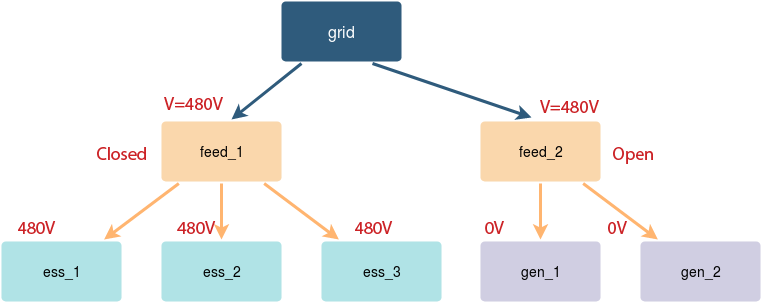 grid
V=480V
V=480V
Closed
feed_1
feed_2
Open
480V
480V
480V
0V
0V
ess_1
ess_2
ess_3
gen_1
gen_2